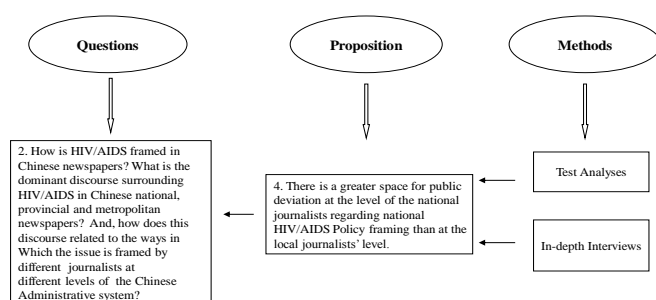 Questions
Proposition
Methods
2. How is HIV/AIDS framed in
Chinese newspapers? What is the
dominant discourse surrounding
HIV/AIDS in Chinese national,
provincial and metropolitan
newspapers? And, how does this
discourse related to the ways in
Which the issue is framed by
different journalists at
different levels of the Chinese
Administrative system?
4. There is a greater space for public
deviation at the level of the national
journalists regarding national
HIV/AIDS Policy framing than at the
local journalists' level.
Test Analyses
In-depth Interviews